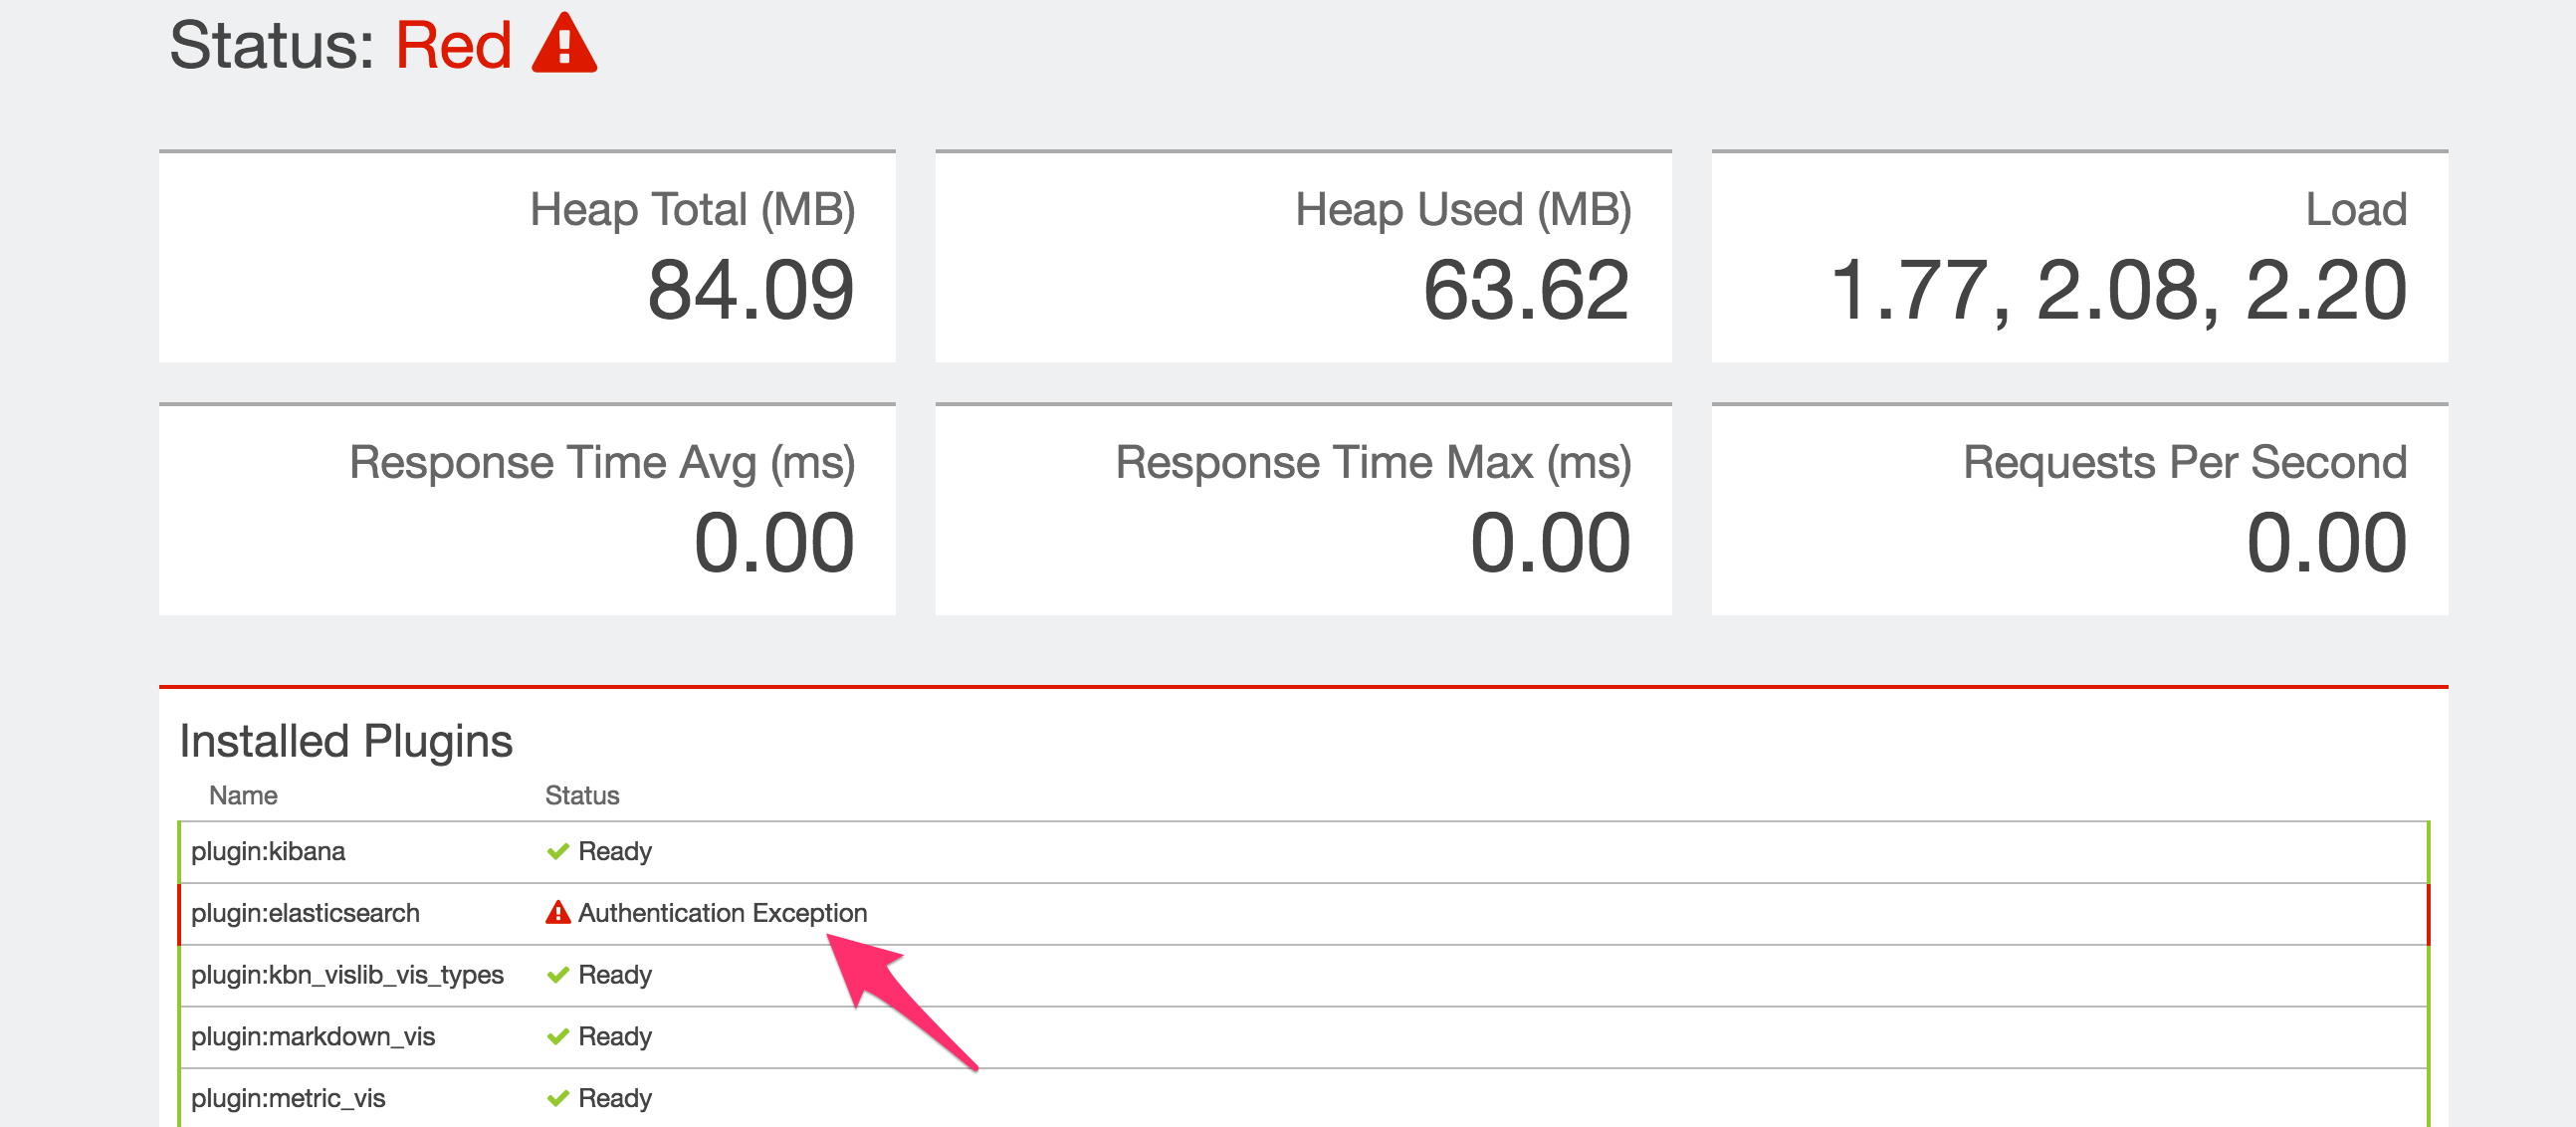 Status: Red
Heap Total (MB)
84.09
Heap Used (MB)
63.62
Load
1.77, 2.08, 2.20
Response Time Avg (ms)
0.00
Response Time Max (ms)
0.00
Requests Per Second
0.00
Installed Plugins
Name Status
plugin:kibana Ready
plugin:elasticsearch Authentication Exception
plugin:kbn_vislib_vis_types Ready
plugin:markdown_vis Ready
plugin:metric_vis Ready